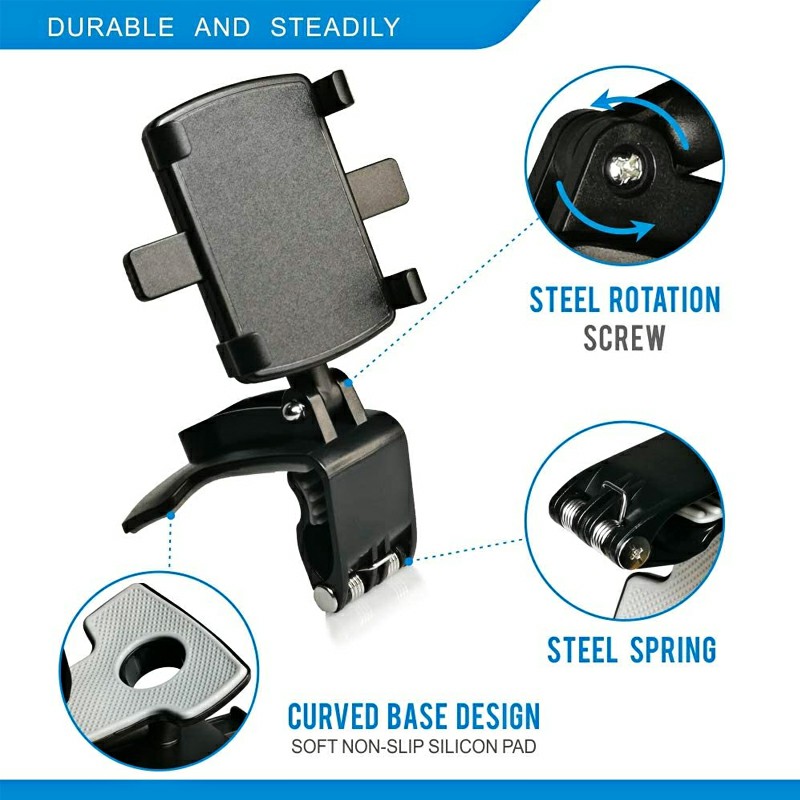 DURABLE AND STEADILY
STEEL ROTATION
SCREW
STEEL SPRING
CURVED BASE DESIGN
SOFT NON-SLIP SILICON PAD